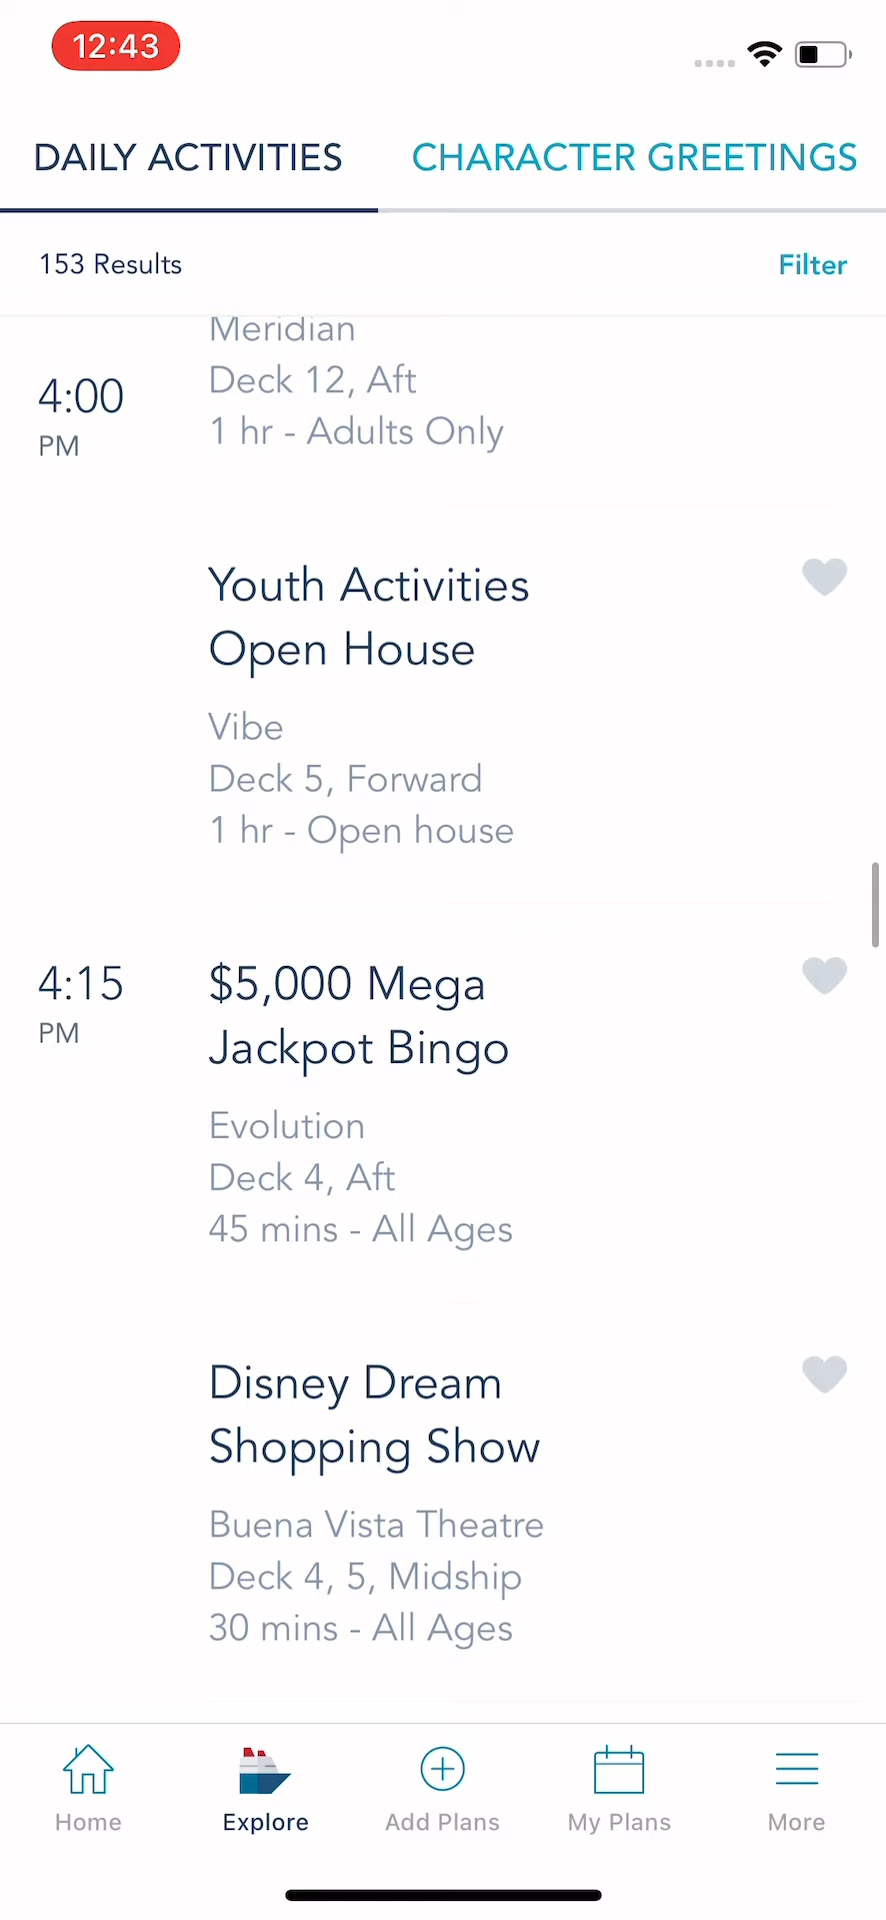 12:43
DAILY ACTIVITIES
CHARACTER GREETINGS
153 Results
Filter
Meridian
4:00
PM
Deck 12, Aft
1 hr - Adults Only
Youth Activities
Open House
Vibe
Deck 5, Forward
1 hr - Open house
4:15
PM
$5,000 Mega
Jackpot Bingo
Evolution
Deck 4, Aft
45 mins - All Ages
Disney Dream
Shopping Show
Buena Vista Theatre
Deck 4, 5, Midship
30 mins - All Ages
Home
Explore
Add Plans
My Plans
More